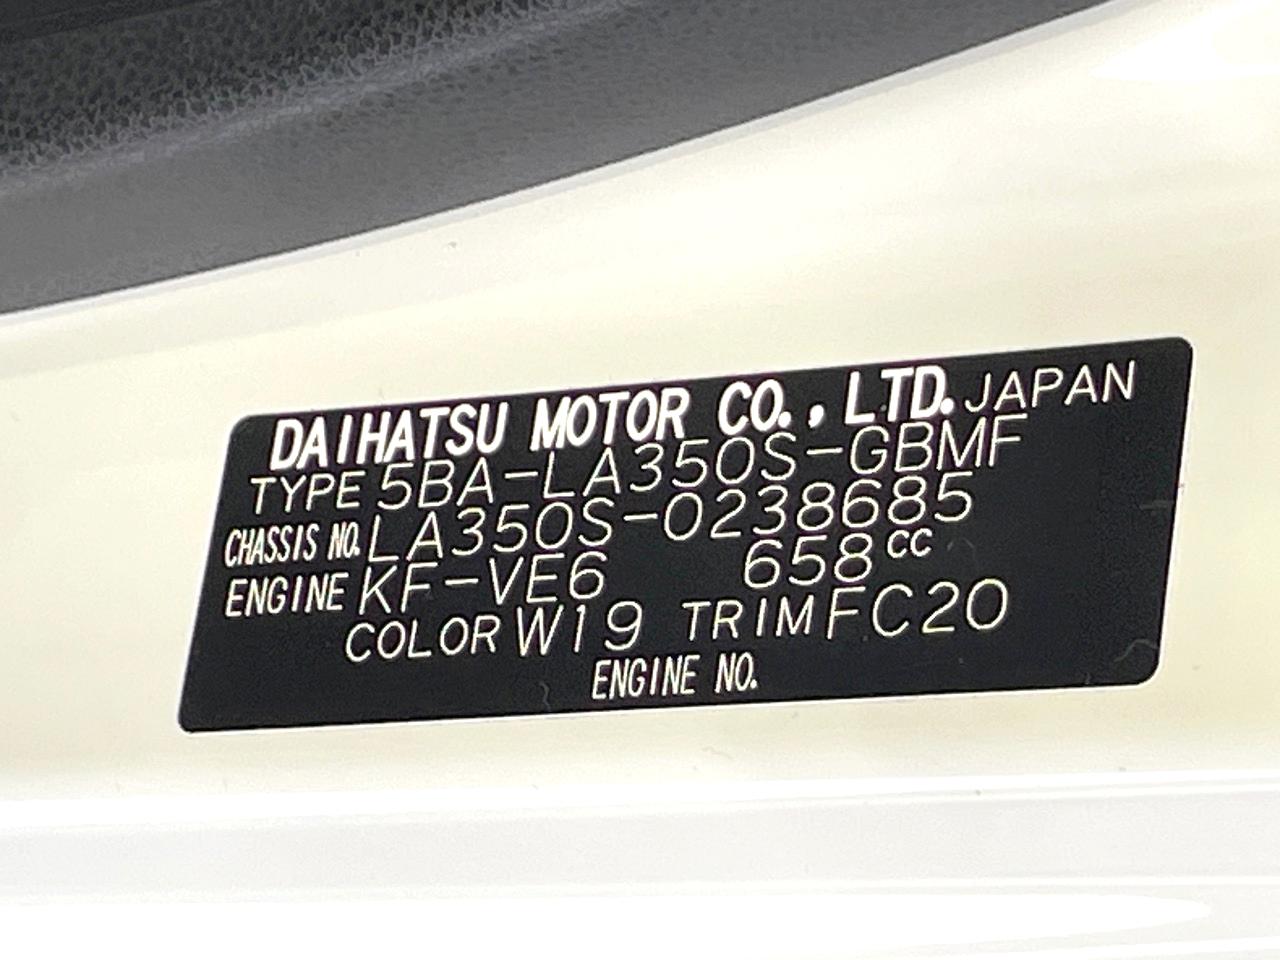 DAIHATSU MOTOR CO., LTD. JAPAN
TYPE 5BA-LA350S-GBMF
CHASSIS NO. LA350S-0238685
ENGINE KF-VE6 658cc
COLOR W19 TRIM FC20
ENGINE NO.